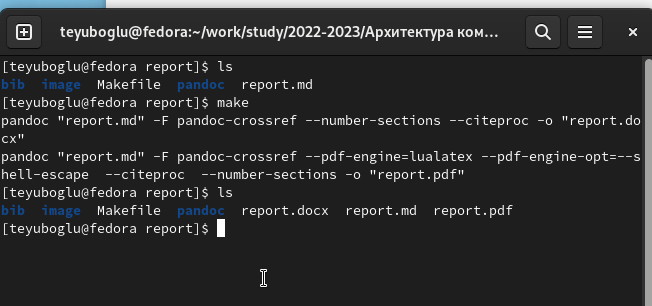 teyuboglu@fedora:~/work/study/2022-2023/Архитектура ком...
[teyuboglu@fedora report]$ ls
bib  image  Makefile  pandoc  report.md
[teyuboglu@fedora report]$ make
pandoc "report.md" -F pandoc-crossref --number-sections --citeproc -o "report.do
cx"
pandoc "report.md" -F pandoc-crossref --pdf-engine=lualatex --pdf-engine-opt=--s
hell-escape  --citeproc  --number-sections -o "report.pdf"
[teyuboglu@fedora report]$ ls
bib  image  Makefile  pandoc  report.docx  report.md  report.pdf
[teyuboglu@fedora report]$